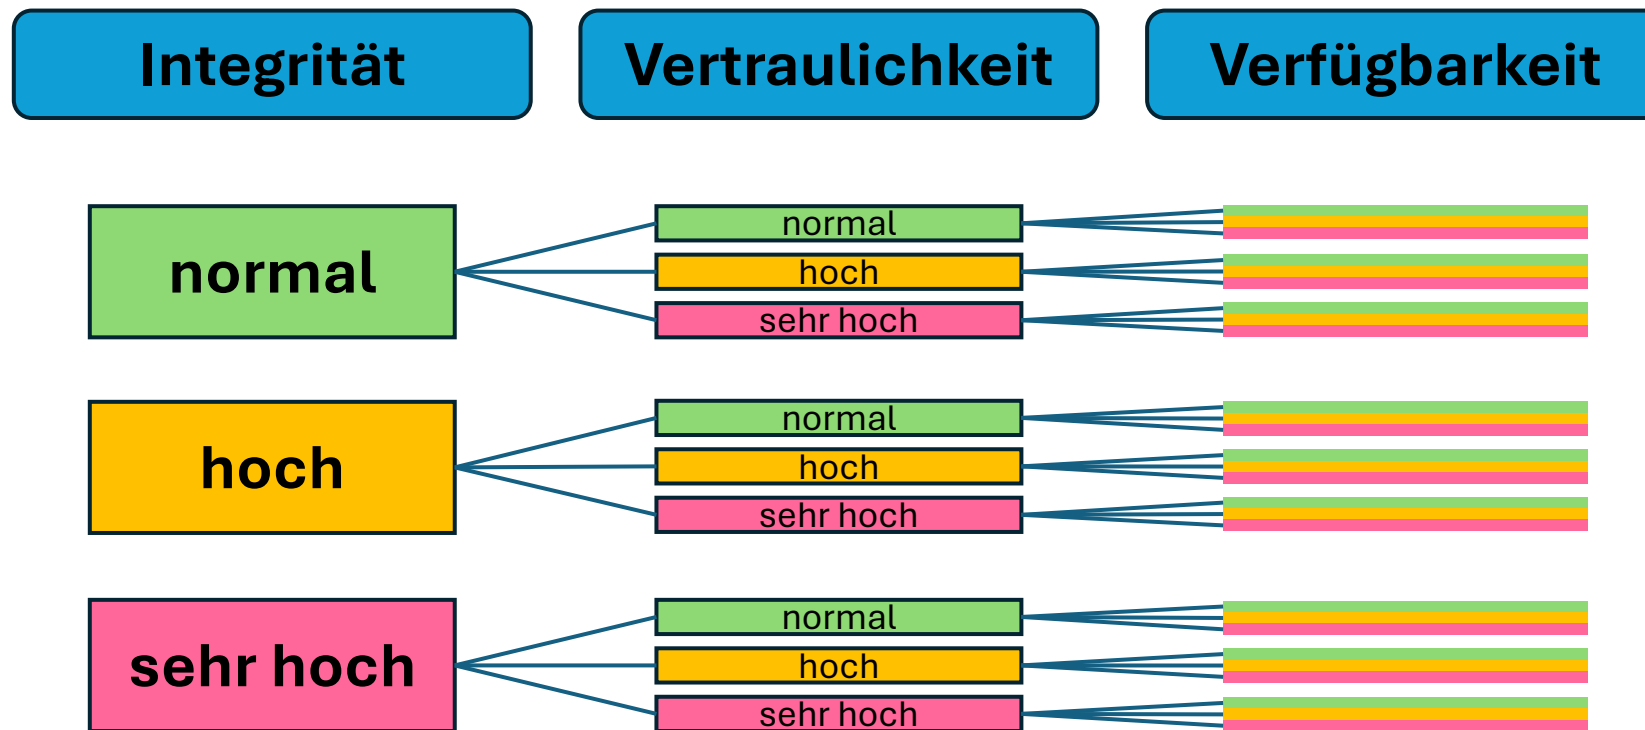 Integrität
Vertraulichkeit
Verfügbarkeit
normal
normal
hoch
sehr hoch
hoch
normal
hoch
sehr hoch
sehr hoch
normal
hoch
sehr hoch